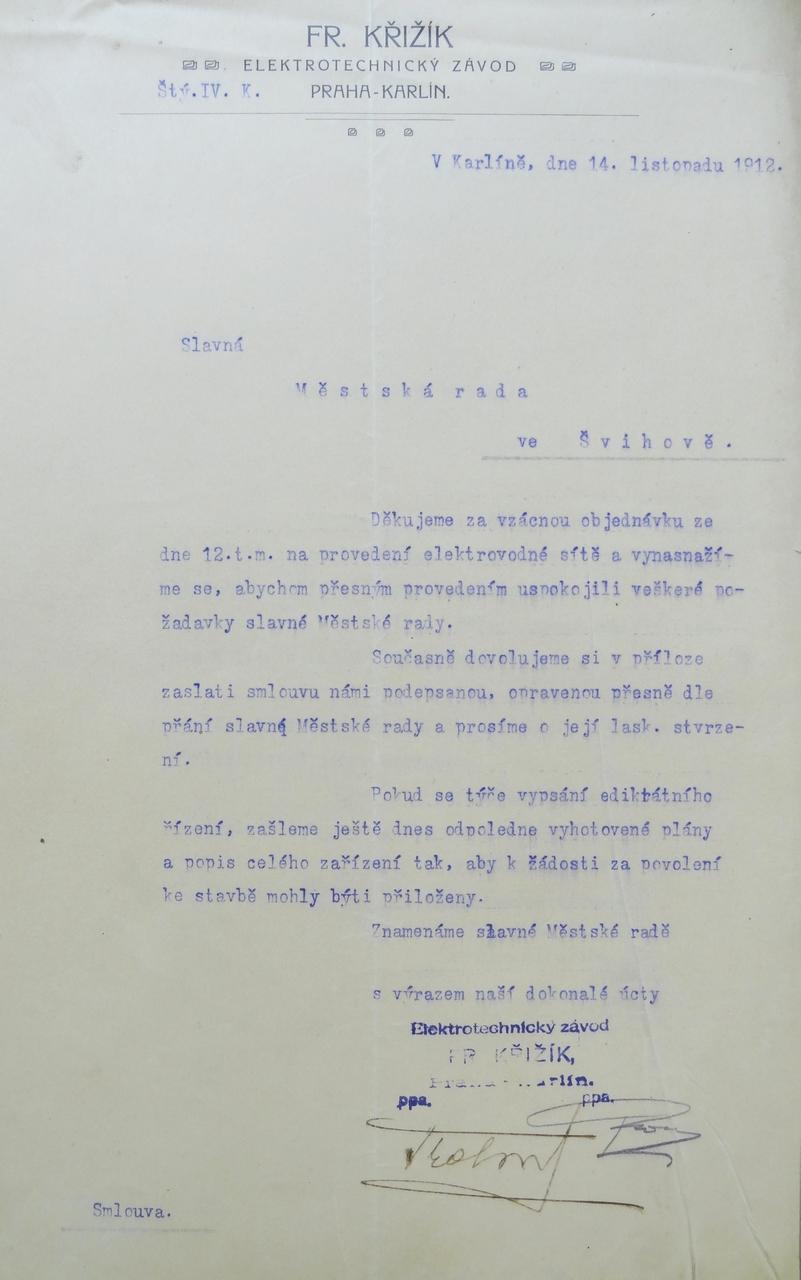 FR. KŘIŽÍK
ELEKTROTECHNICKÝ ZÁVOD
IV. K. PRAHA-KARLÍN.
V Karlíně, dne 14. listopadu 1912.
Slavná
Městská rada
ve Švihově.
Děkujeme za vzácnou objednávku ze
dne 12.t.m. na provedení elektrovodné sítě a vynasnaží-
me se, abychom přesným provedením uspokojili veškeré po-
žadavky slavné Městské rady.
Současně dovolujeme si v příloze
zaslati smlouvu námi podepsanou, opravenou přesně dle
přání slavné Městské rady a prosíme o její lask. stvrze-
ní.
Pokud se týče vypsání ediktátního
řízení, zašleme ještě dnes odpoledne vyhotovené plány
a popis celého zařízení tak, aby k žádosti za povolení
ke stavbě mohly býti přiloženy.
Znamenáme slavné Městské radě
s výrazem naší dokonalé úcty
Elektrotechnický závod
FR KŘIŽÍK,
Praha - Karlín.
ppa. ppa.
Smlouva.